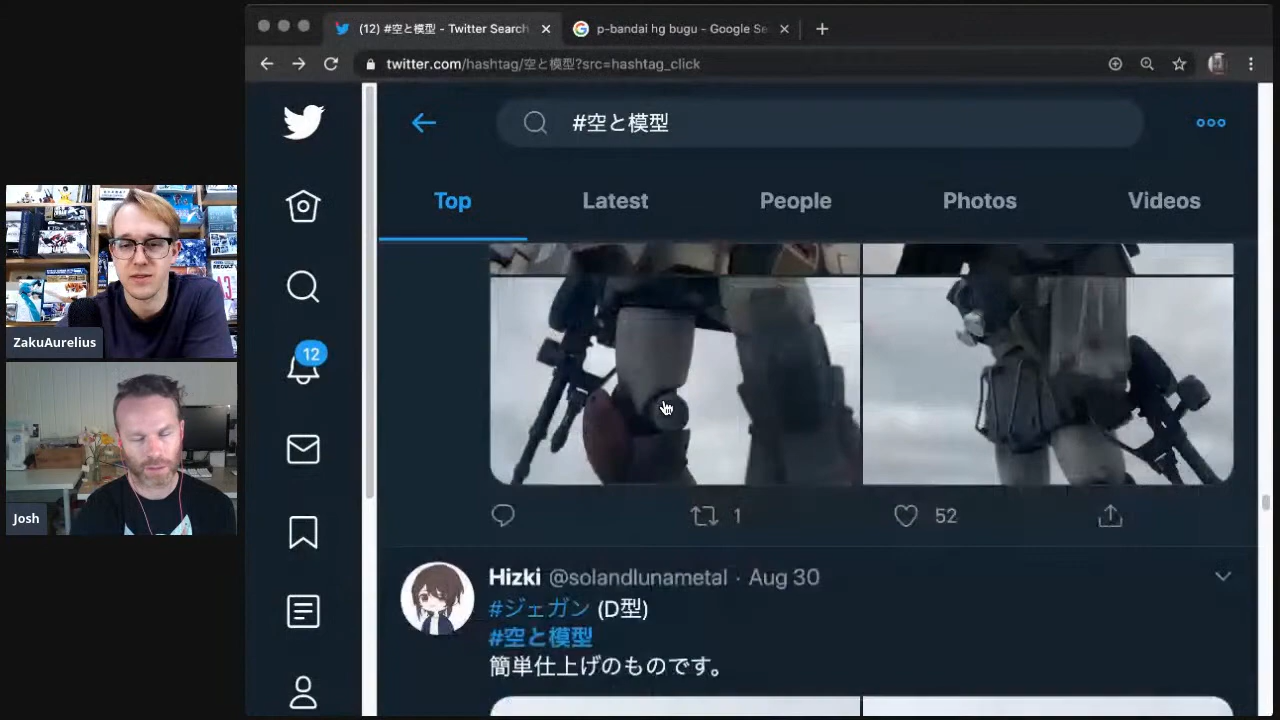 (12) #空と模型 - Twitter Search
p-bandai hg bugu - Google Se
twitter.com/hashtag/空と模型?src=hashtag_click
#空と模型
Top
Latest
People
Photos
Videos
ZakuAurelius
12
Josh
1
52
Hizki @solandlunametal · Aug 30
#ジェガン (D型)
#空と模型
簡単仕上げのものです。